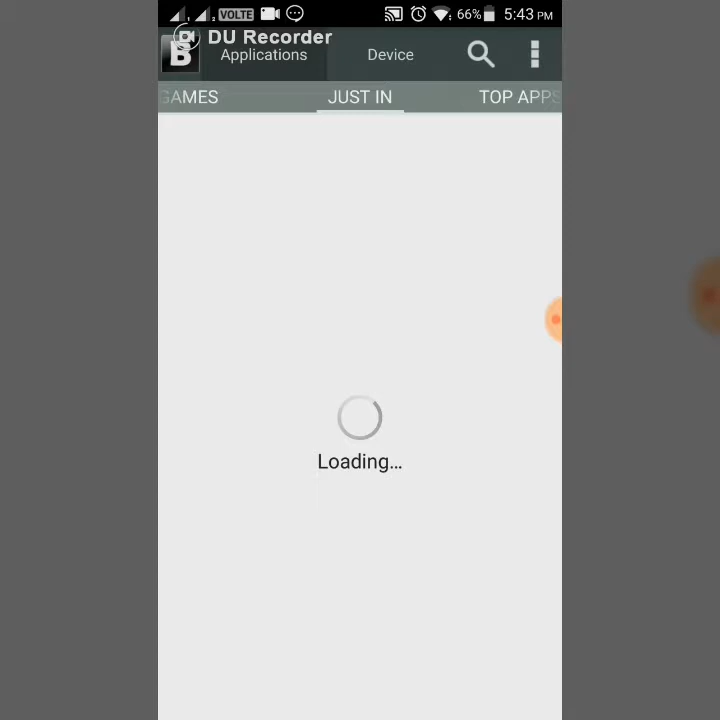 VOLTE 66% 5:43 PM
DU Recorder
B Applications Device
GAMES JUST IN TOP APPS
Loading...